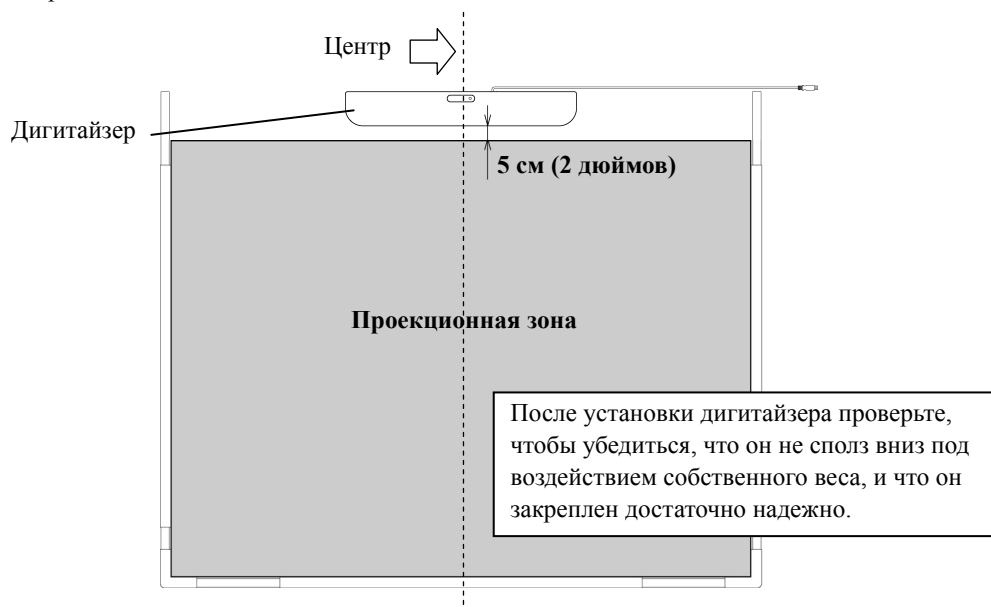 Центр
Дигитайзер
5 см (2 дюймов)
Проекционная зона
После установки дигитайзера проверьте,
чтобы убедиться, что он не сполз вниз под
воздействием собственного веса, и что он
закреплен достаточно надежно.